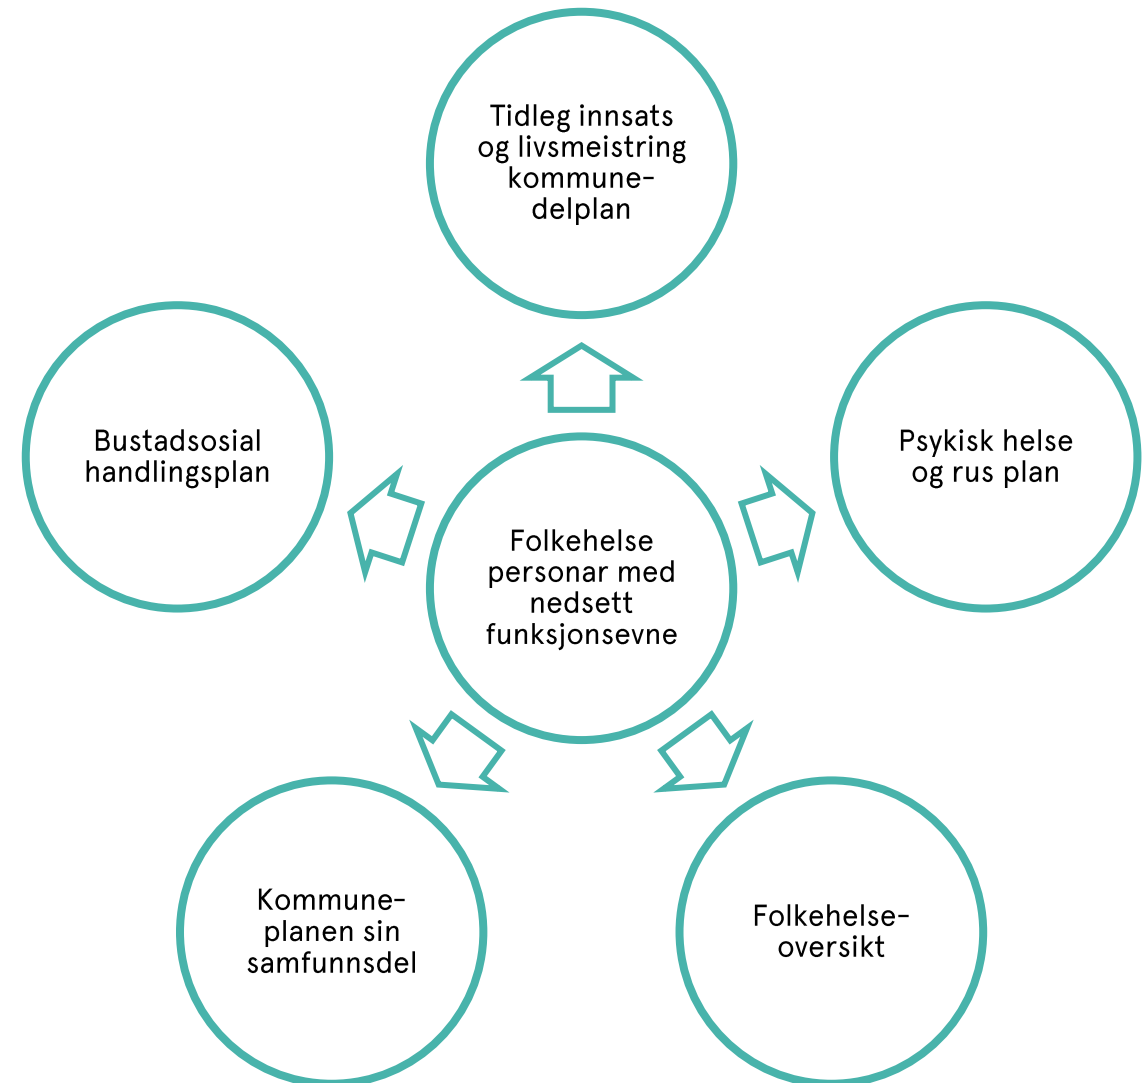 Tidleg innsats
og livsmeistring
kommune-
delplan
Bustadsosial
handlingsplan
Psykisk helse
og rus plan
Folkehelse
personar med
nedsett
funksjonsevne
Kommune-
planen sin
samfunnsdel
Folkehelse-
oversikt